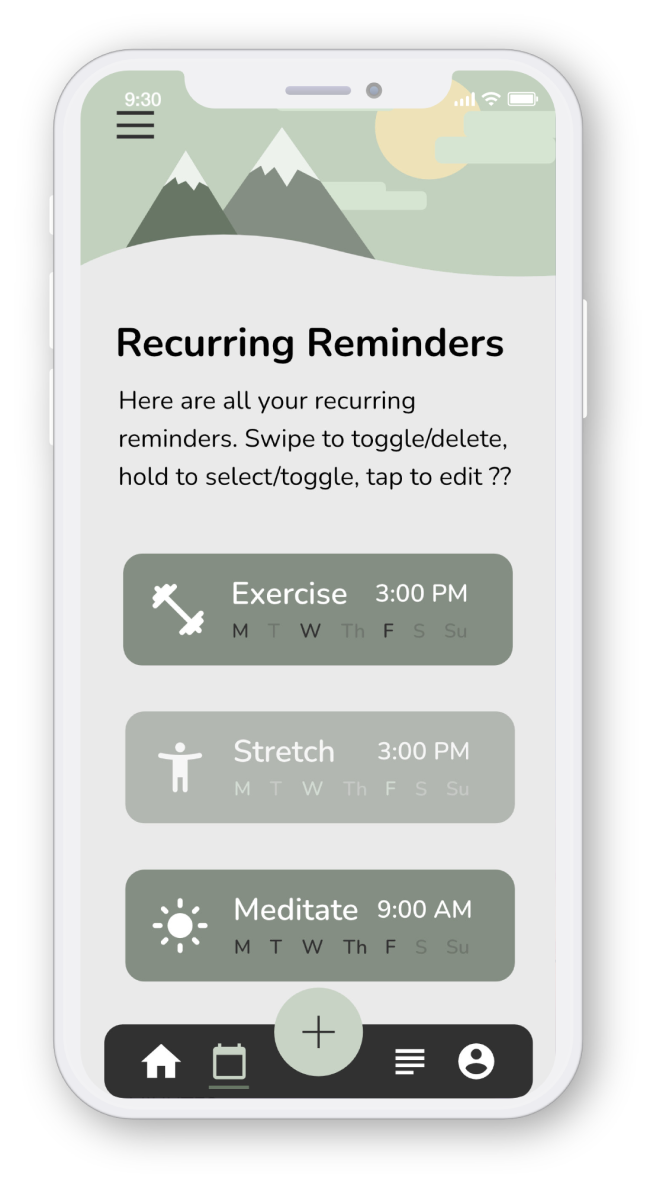 9:30
Recurring Reminders
Here are all your recurring
reminders. Swipe to toggle/delete,
hold to select/toggle, tap to edit ??
Exercise 3:00 PM
M T W Th F S Su
Stretch 3:00 PM
M T W Th F S Su
Meditate 9:00 AM
M T W Th F S Su